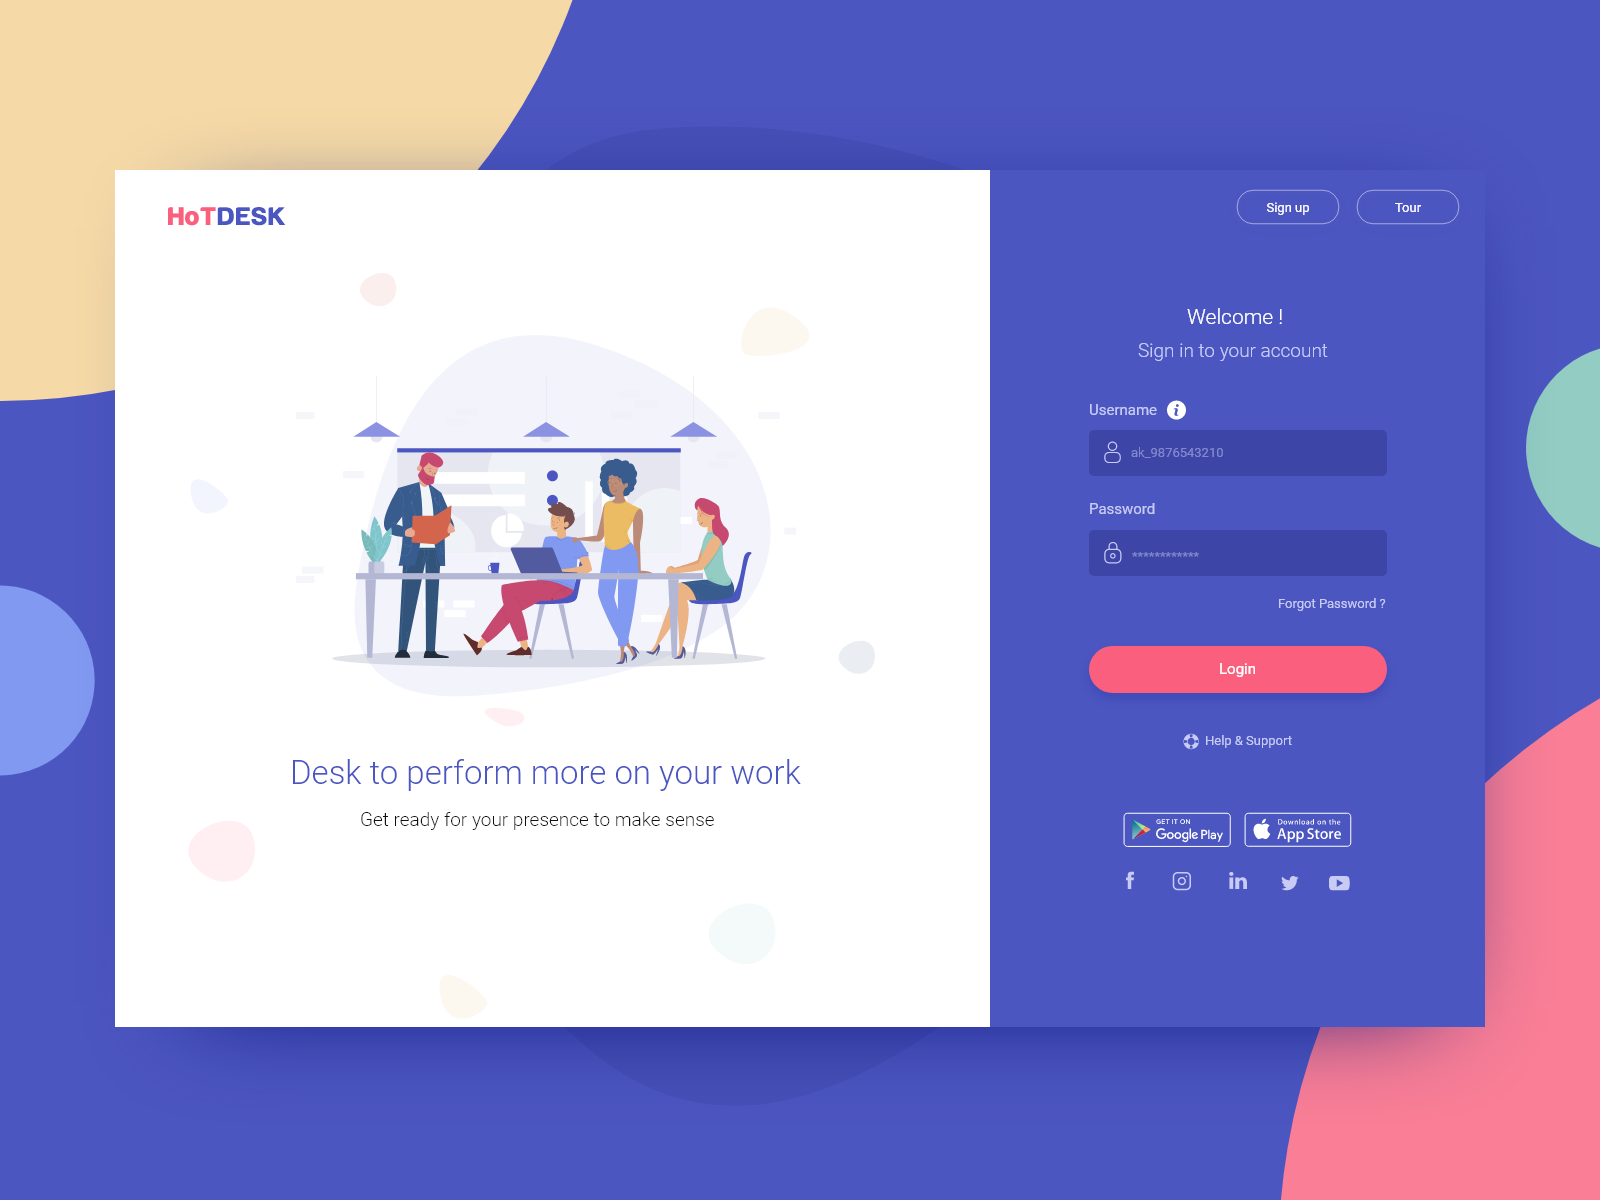 HoTDESK
Desk to perform more on your work
Get ready for your presence to make sense
Sign up
Tour
Welcome !
Sign in to your account
Username
ak_9876543210
Password
************
Forgot Password ?
Login
Help & Support
GET IT ON
Google Play
Download on the
App Store